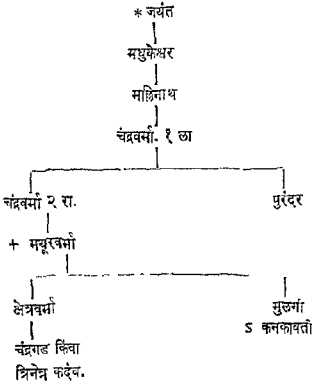 * जयंत
मधुकेश्वर
मल्लिनाथ
चंद्रवर्मा. १ ला
चंद्रवर्मा २ रा.
पुरंदर
+ मयूरवर्मा
क्षेत्रवर्मा
मुलगी
S कनकावती
चंद्रगड किंवा
त्रिनेत्र कदंब.